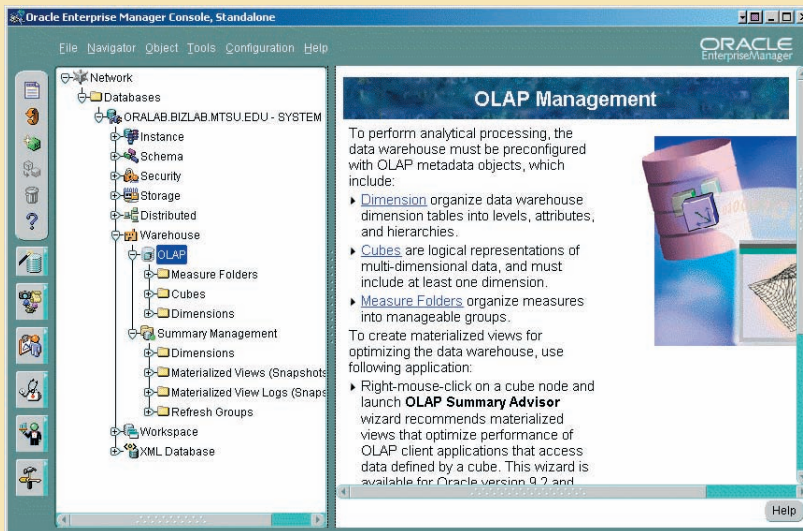 Oracle Enterprise Manager Console, Standalone
File Navigator Object Tools Configuration Help
ORACLE
EnterpriseManager
Network
Databases
ORALAB.BIZLAB.MTSU.EDU - SYSTEM
Instance
Schema
Security
Storage
Distributed
Warehouse
OLAP
Measure Folders
Cubes
Dimensions
Summary Management
Dimensions
Materialized Views (Snapshots
Materialized View Logs (Snaps
Refresh Groups
Workspace
XML Database
OLAP Management
To perform analytical processing, the
data warehouse must be preconfigured
with OLAP metadata objects, which
include:
Dimension organize data warehouse
dimension tables into levels, attributes,
and hierarchies.
Cubes are logical representations of
multi-dimensional data, and must
include at least one dimension.
Measure Folders organize measures
into manageable groups.
To create materialized views for
optimizing the data warehouse, use
following application:
Right-mouse-click on a cube node and
launch OLAP Summary Advisor
wizard recommends materialized
views that optimize performance of
OLAP client applications that access
data defined by a cube. This wizard is
available for Oracle version 9.2 and
Help